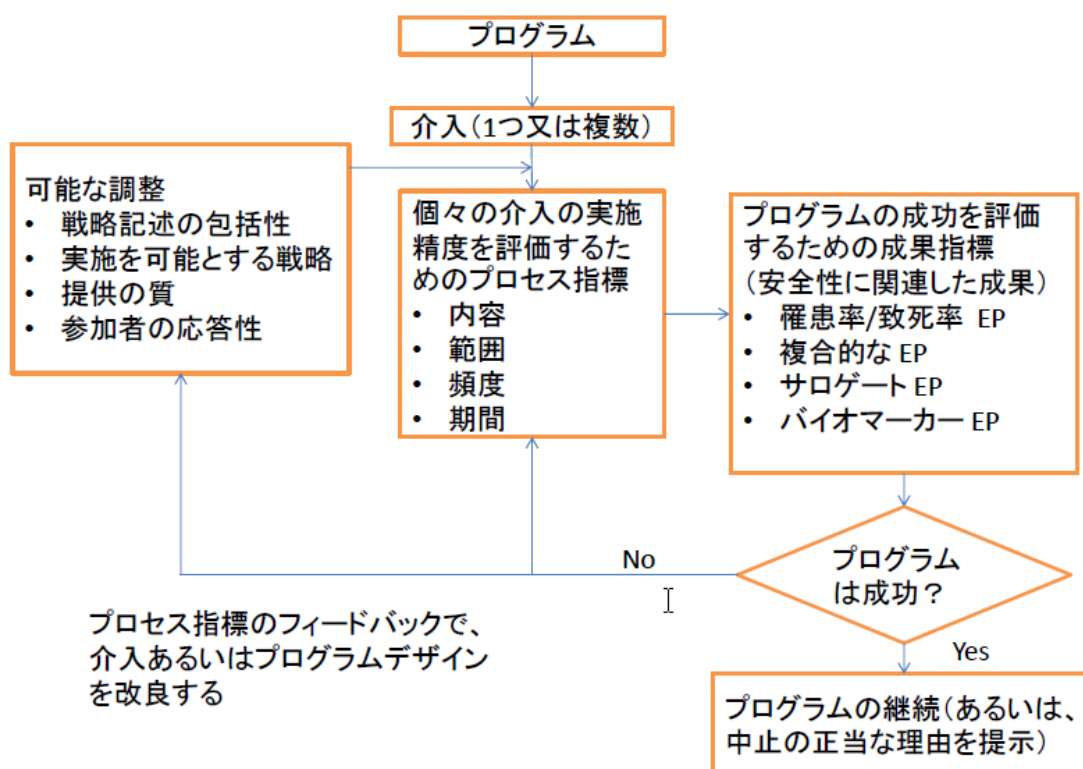 プログラム
介入(1つ又は複数)
可能な調整
• 戦略記述の包括性
• 実施を可能とする戦略
• 提供の質
• 参加者の応答性
個々の介入の実施
精度を評価するた
めのプロセス指標
• 内容
• 範囲
• 頻度
• 期間
プログラムの成功を評価
するための成果指標
(安全性に関連した成果)
• 罹患率/致死率 EP
• 複合的な EP
• サロゲート EP
• バイオマーカー EP
プログラム
は成功？
No
Yes
プロセス指標のフィードバックで、
介入あるいはプログラムデザイン
を改良する
プログラムの継続(あるいは、
中止の正当な理由を提示)